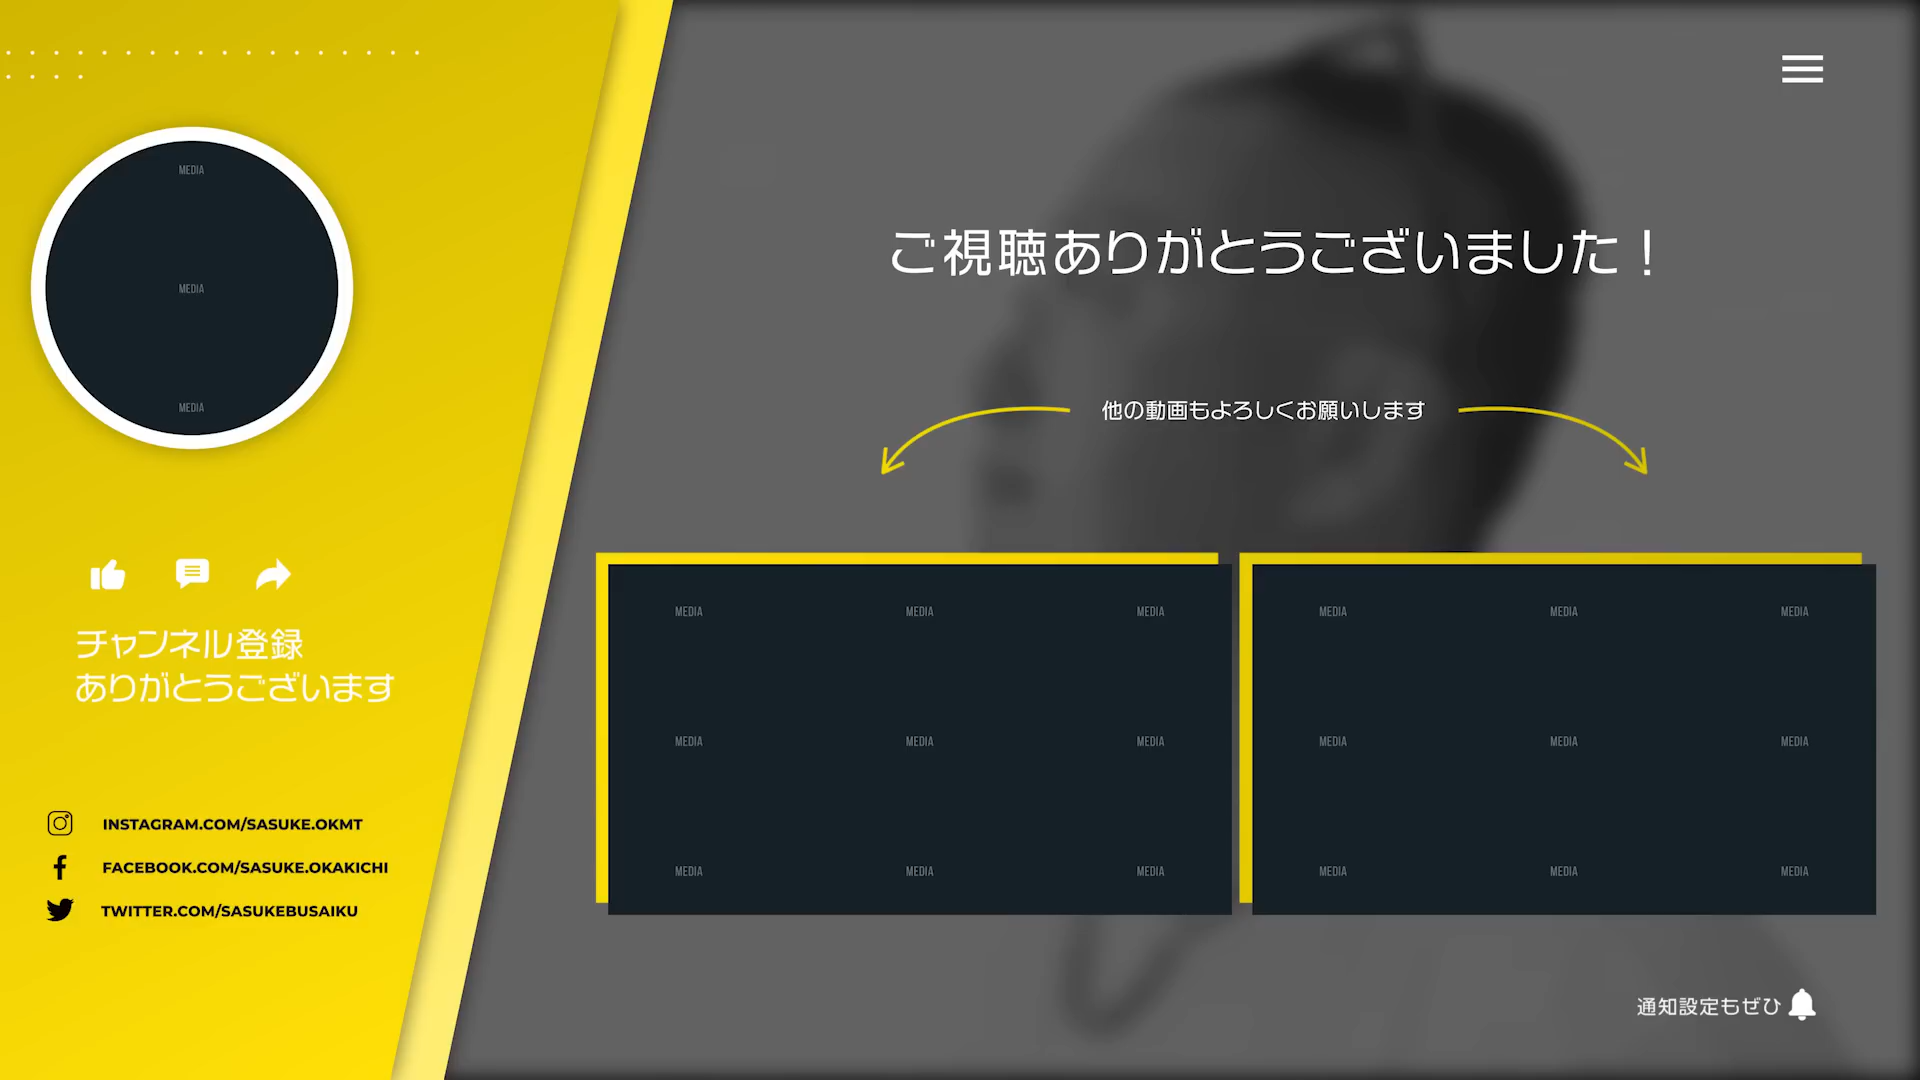 MEDIA
MEDIA
MEDIA
チャンネル登録
ありがとうございます
INSTAGRAM.COM/SASUKE.OKMT
FACEBOOK.COM/SASUKE.OKAKICHI
TWITTER.COM/SASUKEBUSAIKU
ご視聴ありがとうございました！
他の動画もよろしくお願いします
MEDIA MEDIA MEDIA
MEDIA MEDIA MEDIA
MEDIA MEDIA MEDIA
MEDIA MEDIA MEDIA
MEDIA MEDIA MEDIA
MEDIA MEDIA MEDIA
通知設定もぜひ